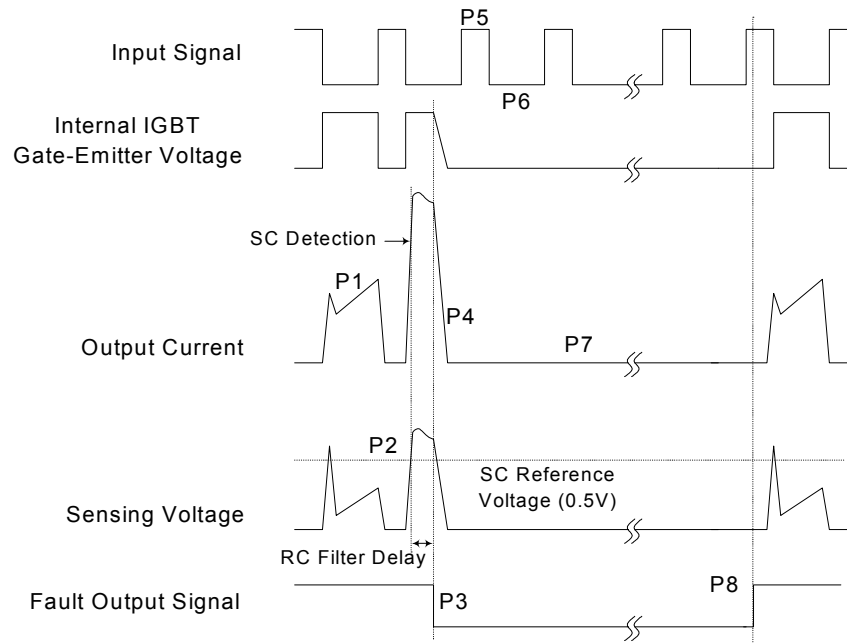 P5
Input Signal
P6
Internal IGBT
Gate-Emitter Voltage
SC Detection
P1
P4
Output Current
P7
P2
SC Reference
Voltage (0.5V)
Sensing Voltage
RC Filter Delay
Fault Output Signal
P3
P8